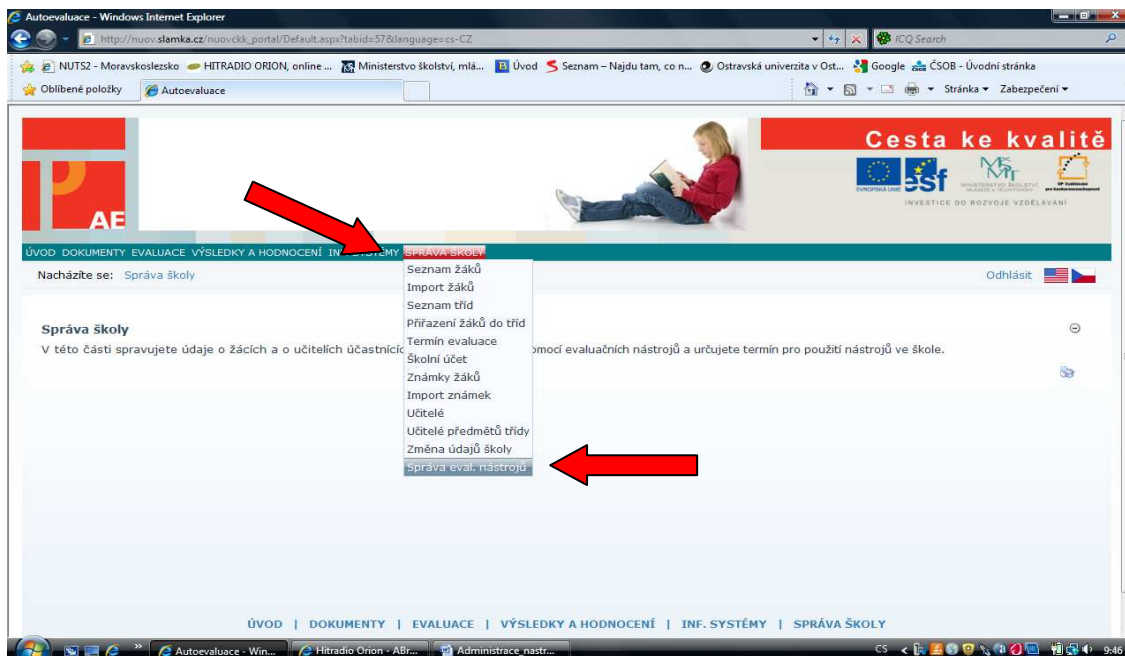 Autoevaluace - Windows Internet Explorer
http://nuov.slamka.cz/nuovckk_portal/Default.aspx?tabid=57&language=cs-CZ
ICQ Search
NUTS2 - Moravskoslezsko HITRADIO ORION, online ... Ministerstvo školství, mlá... Úvod Seznam – Najdu tam, co n... Ostravská univerzita v Ost... Google ČSOB - Úvodní stránka
Oblíbené položky Autoevaluace Stránka Zabezpečení
Cesta ke kvalitě
AE
EVROPSKÁ UNIE esf
INVESTICE DO ROZVOJE VZDĚLÁVÁNÍ
ÚVOD DOKUMENTY EVALUACE VÝSLEDKY A HODNOCENÍ SPRÁVA ŠKOLY
Nacházíte se: Správa školy Odhlásit
Seznam žáků
Import žáků
Seznam tříd
Přiřazení žáků do tříd
Termín evaluace
Školní účet
Známky žáků
Import známek
Učitelé
Učitelé předmětů třídy
Změna údajů školy
Správa eval. nástrojů
Správa školy
V této části spravujete údaje o žácích a o učitelích evaluačních nástrojů a určujete termín pro použití nástrojů ve škole.
ÚVOD | DOKUMENTY | EVALUACE | VÝSLEDKY A HODNOCENÍ | INF. SYSTÉMY | SPRÁVA ŠKOLY
Autoevaluace - Win... Hitradio Orion - ABr... Administrace_nastr... CS 9:46